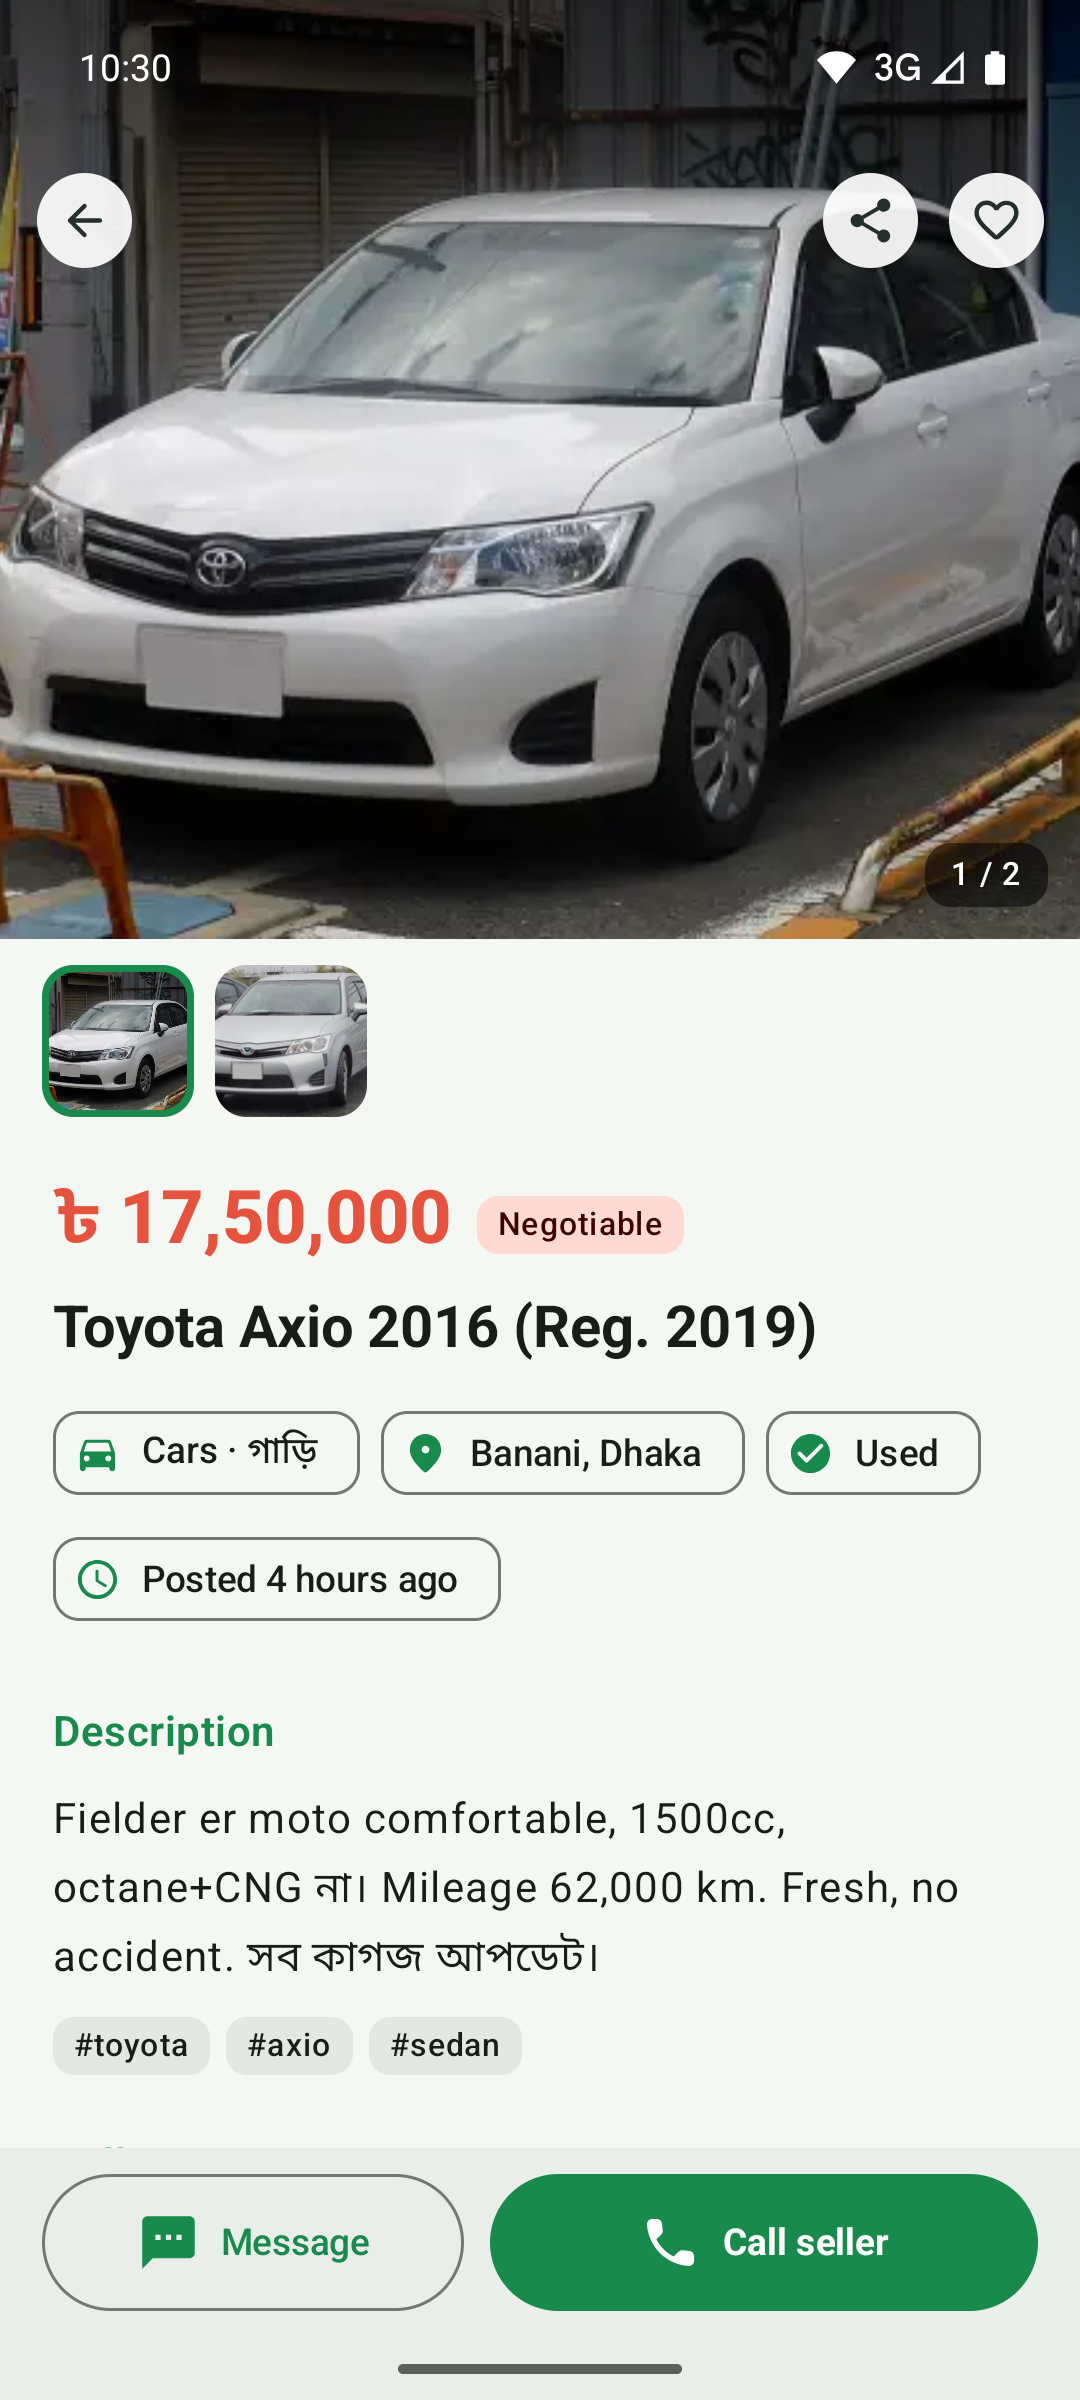 10:30
3G
1 / 2
৳ 17,50,000
Negotiable
Toyota Axio 2016 (Reg. 2019)
Cars · গাড়ি
Banani, Dhaka
Used
Posted 4 hours ago
Description
Fielder er moto comfortable, 1500cc,
octane+CNG না। Mileage 62,000 km. Fresh, no
accident. সব কাগজ আপডেট।
#toyota
#axio
#sedan
Message
Call seller